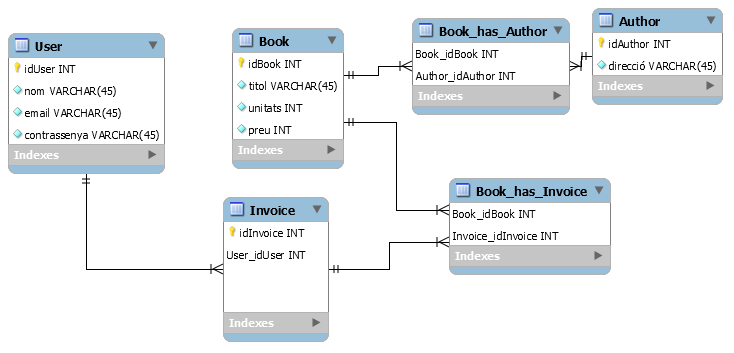 User
idUser INT
nom VARCHAR(45)
email VARCHAR(45)
contrassenya VARCHAR(45)
Indexes
Book
idBook INT
titol VARCHAR(45)
unitats INT
preu INT
Indexes
Book_has_Author
Book_idBook INT
Author_idAuthor INT
Indexes
Author
idAuthor INT
direcció VARCHAR(45)
Indexes
Invoice
idInvoice INT
User_idUser INT
Indexes
Book_has_Invoice
Book_idBook INT
Invoice_idInvoice INT
Indexes